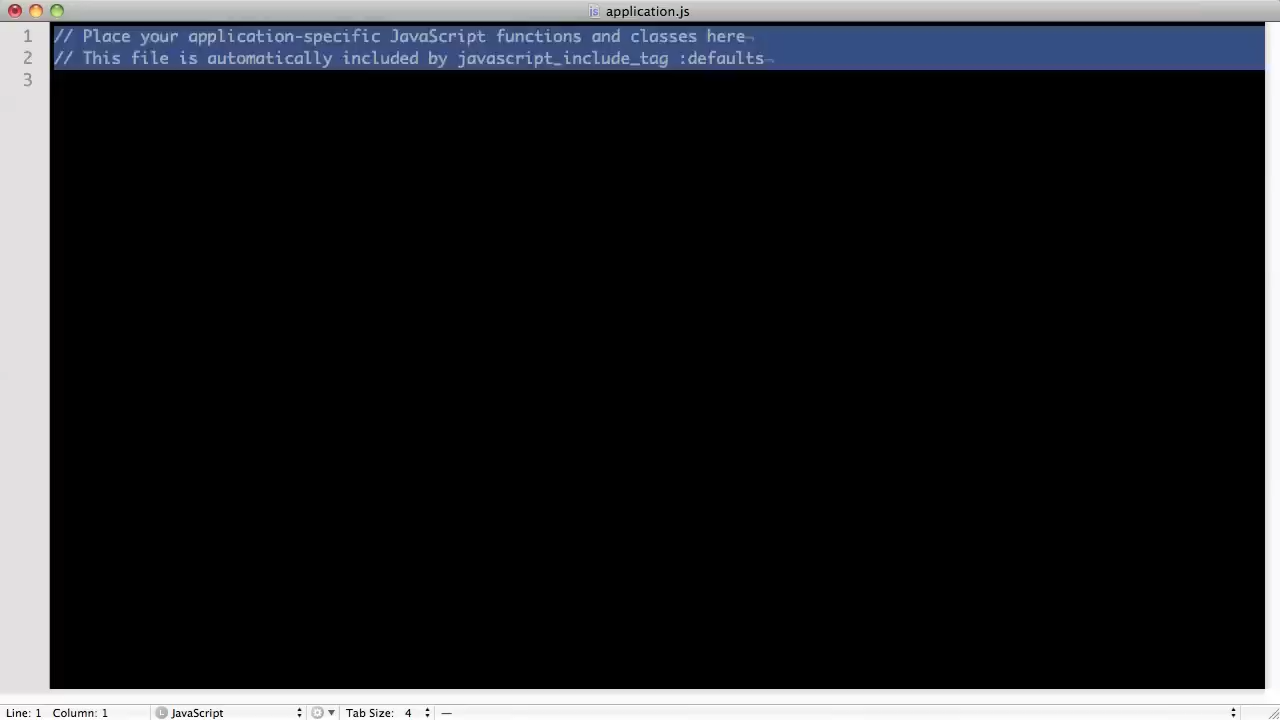 application.js
1 // Place your application-specific JavaScript functions and classes here¬
2 // This file is automatically included by javascript_include_tag :defaults¬
3
Line: 1 Column: 1 L JavaScript Tab Size: 4 —